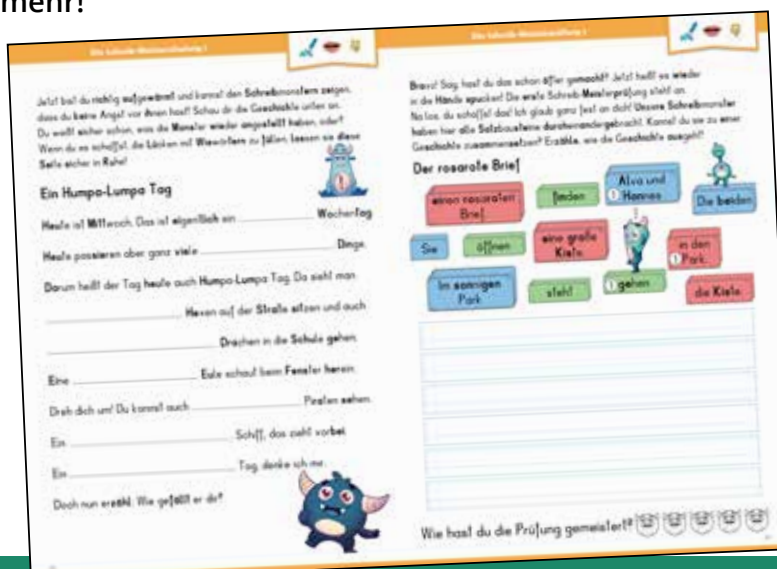 mehr!
Die Schreib-Meisterprüfung 1
Jetzt bist du richtig aufgewärmt und kannst den Schreibmonstern zeigen,
dass du keine Angst vor ihnen hast! Schau dir die Geschichte unten an.
Du weißt sicher schon, was die Monster wieder angestellt haben, oder?
Wenn du es schaffst, die Lücken mit Wiewörtern zu füllen, lassen sie diese
Seite sicher in Ruhe!
Ein Humpa-Lumpa Tag
Heute ist Mittwoch. Das ist eigentlich ein Wochentag
Heute passieren aber ganz viele Dinge.
Darum heißt der Tag heute auch Humpa-Lumpa Tag. Da sieht man
Hexen auf der Straße sitzen und auch
Drachen in die Schule gehen.
Eine Eule schaut beim Fenster herein.
Dreh dich um! Du kannst auch Piraten sehen.
Ein Schiff, das zieht vorbei.
Ein Tag, denke ich mir.
Doch nun erzähl: Wie gefällt er dir?
Die Schreib-Meisterprüfung 1
Bravo! Sag, hast du das schon öfter gemacht? Jetzt heißt es wieder
in die Hände spucken! Die erste Schreib-Meisterprüfung steht an.
Na los, du schaffst das! Ich glaub ganz fest an dich! Unsere Schreibmonster
haben hier alle Satzbausteine durcheinandergebracht. Kannst du sie zu einer
Geschichte zusammensetzen? Erzähle, wie die Geschichte ausgeht!
Der rosarote Brief
einen rosaroten
Brief.
finden
Alva und
Hannes
Die beiden
Sie
öffnen
eine große
Kiste.
in den
Park.
Im sonnigen
Park
steht
gehen
die Kiste.
Wie hast du die Prüfung gemeistert?